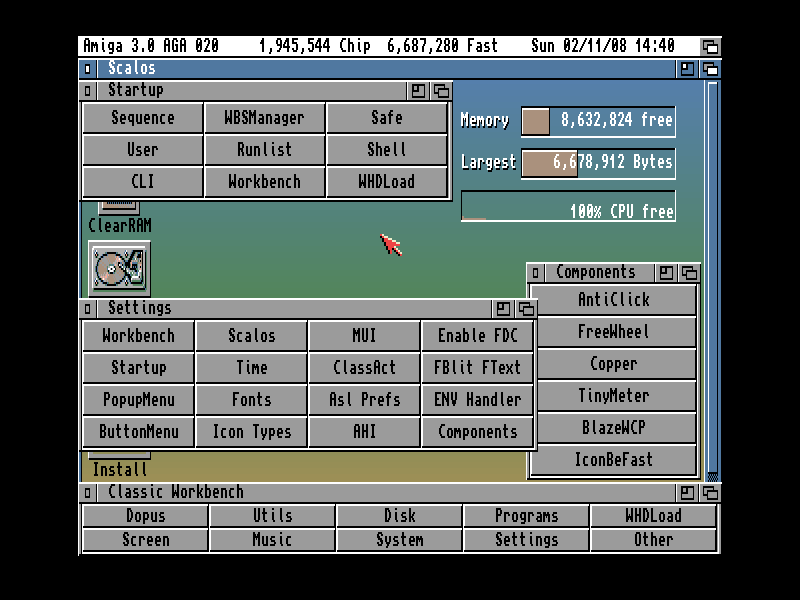 Amiga 3.0 AGA 020 1,945,544 Chip 6,687,280 Fast Sun 02/11/08 14:40
Scalos
Startup
Sequence WBSManager Safe
User Runlist Shell
CLI Workbench WHDLoad
Memory 8,632,824 free
Largest 6,678,912 Bytes
100% CPU free
ClearRAM
Components
AntiClick
FreeWheel
Copper
TinyMeter
BlazeWCP
IconBeFast
Settings
Workbench Scalos MUI Enable FDC
Startup Time ClassAct FBlit FText
PopupMenu Fonts Asl Prefs ENV Handler
ButtonMenu Icon Types AHI Components
Install
Classic Workbench
Dopus Utils Disk Programs WHDLoad
Screen Music System Settings Other